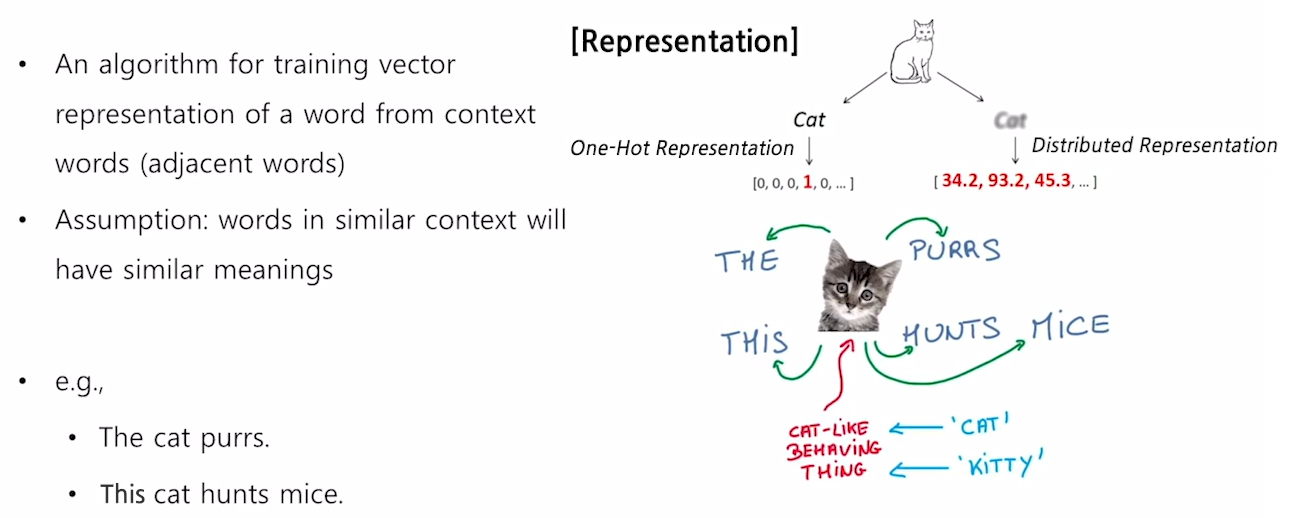 • An algorithm for training vector
representation of a word from context
words (adjacent words)
• Assumption: words in similar context will
have similar meanings
• e.g.,
• The cat purrs.
• This cat hunts mice.
[Representation]
Cat Cat
One-Hot Representation Distributed Representation
[0, 0, 0, 1, 0, ... ] [ 34.2, 93.2, 45.3, ... ]
THE PURRS
THiS HUNTS MiCE
CAT-LiKE 'CAT'
BEHAViNG
THiNG 'KiTTY'